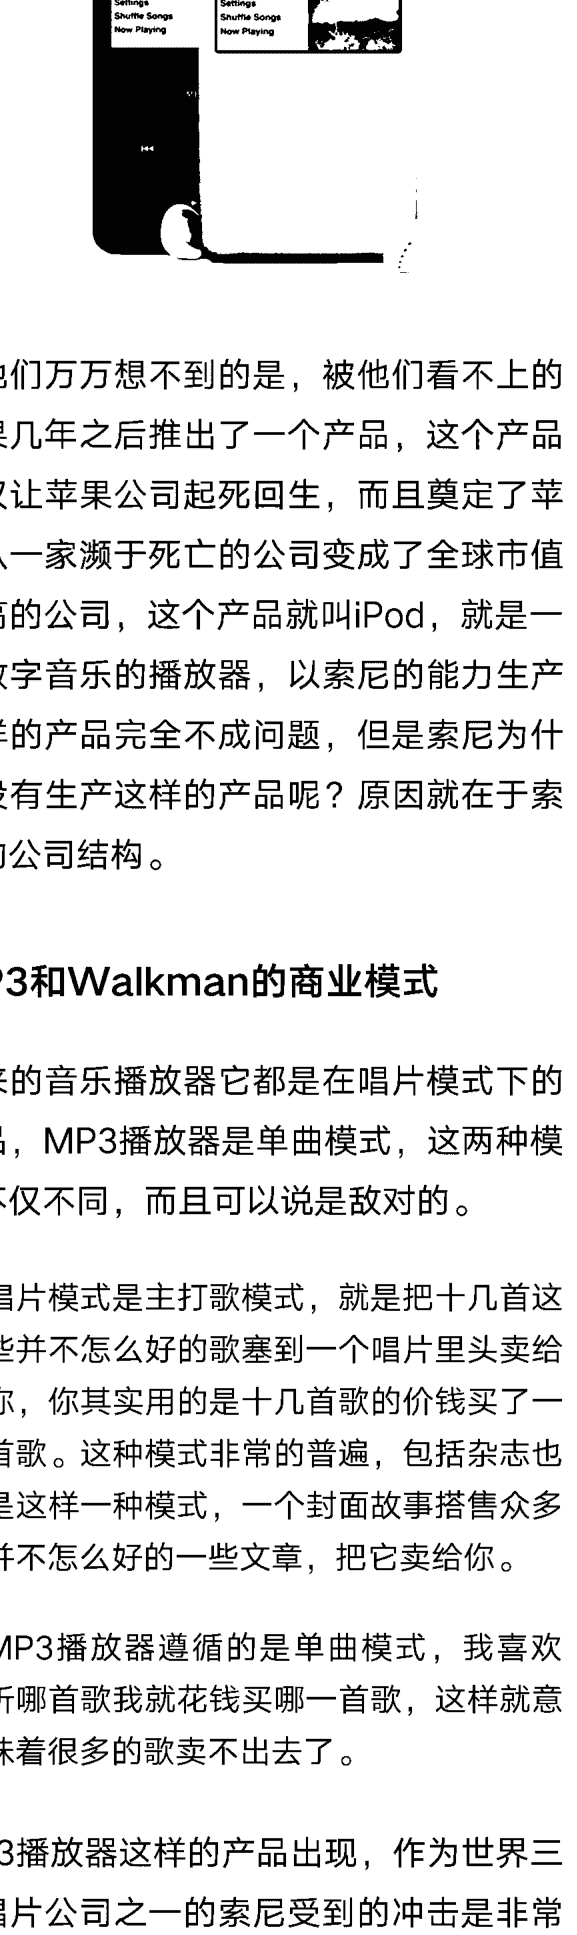 Settings
Shuffle Songs
Now Playing
Settings
Shuffle Songs
Now Playing
们万万想不到的是，被他们看不上的
几年之后推出了一个产品，这个产品
让苹果公司起死回生，而且奠定了苹
一家濒于死亡的公司变成了全球市值
的公司，这个产品就叫iPod，就是一
字音乐的播放器，以索尼的能力生产
的产品完全不成问题，但是索尼为什
有生产这样的产品呢？原因就在于索
公司结构。
P3和Walkman的商业模式
的音乐播放器它都是在唱片模式下的
，MP3播放器是单曲模式，这两种模
不仅不同，而且可以说是敌对的。
唱片模式是主打歌模式，就是把十几首这
些并不怎么好的歌塞到一个唱片里头卖给
你，你其实用的是十几首歌的价钱买了一
首歌。这种模式非常的普遍，包括杂志也
是这样一种模式，一个封面故事搭售众多
并不怎么好的一些文章，把它卖给你。
MP3播放器遵循的是单曲模式，我喜欢
听哪首歌我就花钱买哪一首歌，这样就意
味着很多的歌卖不出去了。
3播放器这样的产品出现，作为世界三
唱片公司之一的索尼受到的冲击是非常